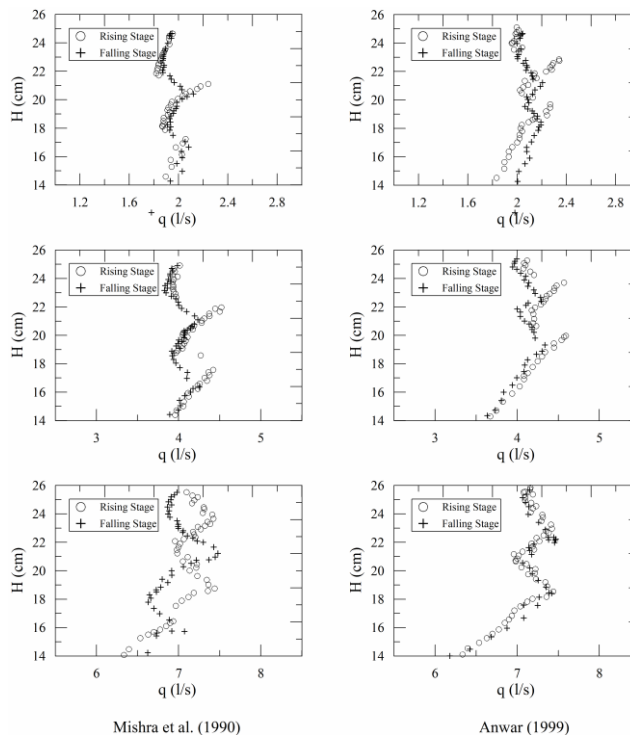 26
24
22
20
18
16
14
H (cm)
Rising Stage
Falling Stage
1.2 1.6 2 2.4 2.8
q (l/s)
26
24
22
20
18
16
14
H (cm)
Rising Stage
Falling Stage
1.2 1.6 2 2.4 2.8
q (l/s)
26
24
22
20
18
16
14
H (cm)
Rising Stage
Falling Stage
3 4 5
q (l/s)
26
24
22
20
18
16
14
H (cm)
Rising Stage
Falling Stage
3 4 5
q (l/s)
26
24
22
20
18
16
14
H (cm)
Rising Stage
Falling Stage
6 7 8
q (l/s)
26
24
22
20
18
16
14
H (cm)
Rising Stage
Falling Stage
6 7 8
q (l/s)
Mishra et al. (1990)
Anwar (1999)